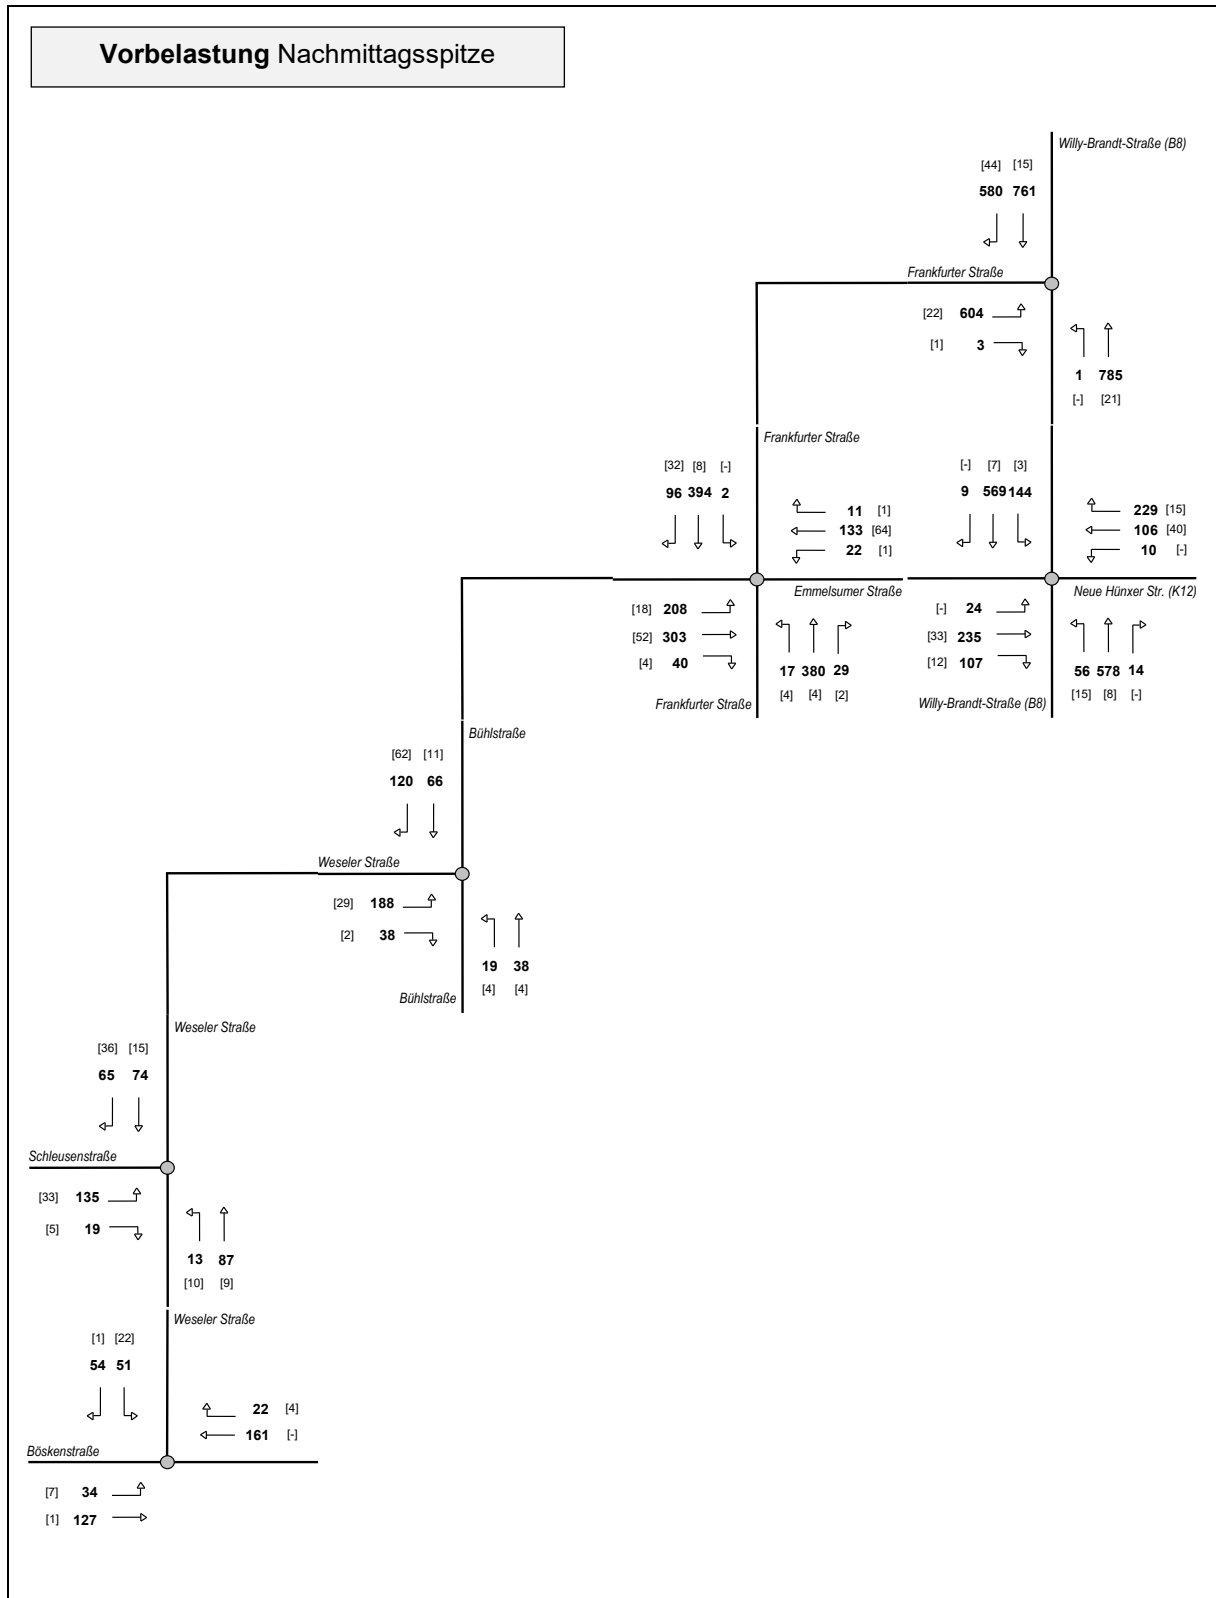 Vorbelastung Nachmittagsspitze
Willy-Brandt-Straße (B8)
[44] [15]
580 761
Frankfurter Straße
[22] 604
[1] 3
1 785
[-] [21]
Frankfurter Straße
[32] [8] [-]
96 394 2
11 [1]
133 [64]
22 [1]
[-] [7] [3]
9 569 144
229 [15]
106 [40]
10 [-]
Emmelsumer Straße
Neue Hünxer Str. (K12)
[18] 208
[52] 303
[4] 40
17 380 29
[4] [4] [2]
Frankfurter Straße
[-] 24
[33] 235
[12] 107
56 578 14
[15] [8] [-]
Willy-Brandt-Straße (B8)
Bühlstraße
[62] [11]
120 66
Weseler Straße
[29] 188
[2] 38
19 38
[4] [4]
Bühlstraße
Weseler Straße
[36] [15]
65 74
Schleusenstraße
[33] 135
[5] 19
13 87
[10] [9]
Weseler Straße
[1] [22]
54 51
22 [4]
161 [-]
Böskenstraße
[7] 34
[1] 127